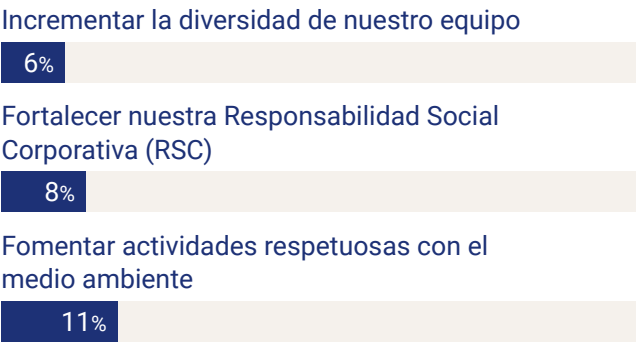 Incrementar la diversidad de nuestro equipo
6%
Fortalecer nuestra Responsabilidad Social
Corporativa (RSC)
8%
Fomentar actividades respetuosas con el
medio ambiente
11%